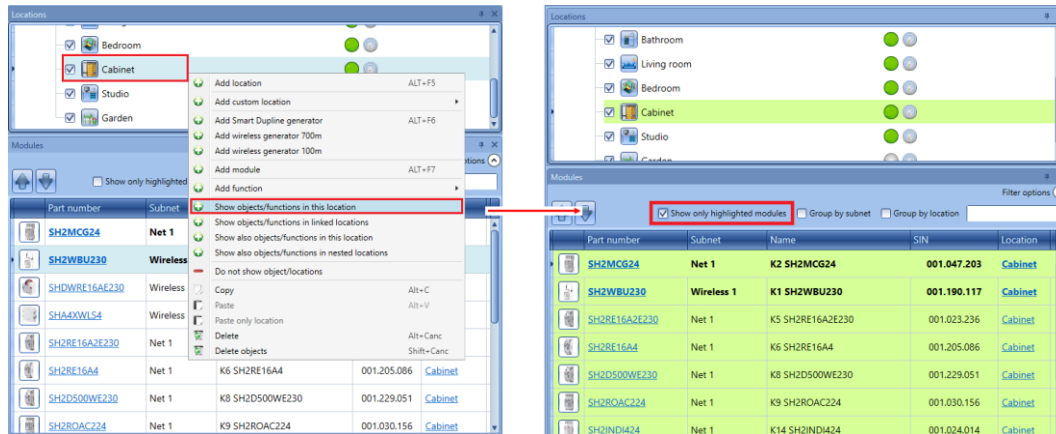 Locations
Bedroom
Cabinet
Studio
Garden
Add location ALT+F5
Add custom location
Add Smart Dupline generator ALT+F6
Add wireless generator 700m
Add wireless generator 100m
Add module ALT+F7
Add function
Show objects/functions in this location
Show objects/functions in linked locations
Show also objects/functions in this location
Show also objects/functions in nested locations
Do not show object/locations
Copy Alt+C
Paste Alt+V
Paste only location
Delete Alt+Canc
Delete objects Shift+Canc
Modules
Show only highlighted
Part number Subnet
SH2MCG24 Net 1
SH2WBU230 Wireless
SHDWRE16AE230 Wireless
SHA4XWLS4 Wireless
SH2RE16A2E230 Net 1
SH2RE16A4 Net 1 K6 SH2RE16A4 001.205.086 Cabinet
SH2D500WE230 Net 1 K8 SH2D500WE230 001.229.051 Cabinet
SH2ROAC224 Net 1 K9 SH2ROAC224 001.030.156 Cabinet
Locations
Bathroom
Living room
Bedroom
Cabinet
Studio
Garden
Modules
Filter options
Show only highlighted modules Group by subnet Group by location
Part number Subnet Name SIN Location
SH2MCG24 Net 1 K2 SH2MCG24 001.047.203 Cabinet
SH2WBU230 Wireless 1 K1 SH2WBU230 001.190.117 Cabinet
SH2RE16A2E230 Net 1 K5 SH2RE16A2E230 001.023.236 Cabinet
SH2RE16A4 Net 1 K6 SH2RE16A4 001.205.086 Cabinet
SH2D500WE230 Net 1 K8 SH2D500WE230 001.229.051 Cabinet
SH2ROAC224 Net 1 K9 SH2ROAC224 001.030.156 Cabinet
SH2INDI424 Net 1 K14 SH2INDI424 001.024.014 Cabinet